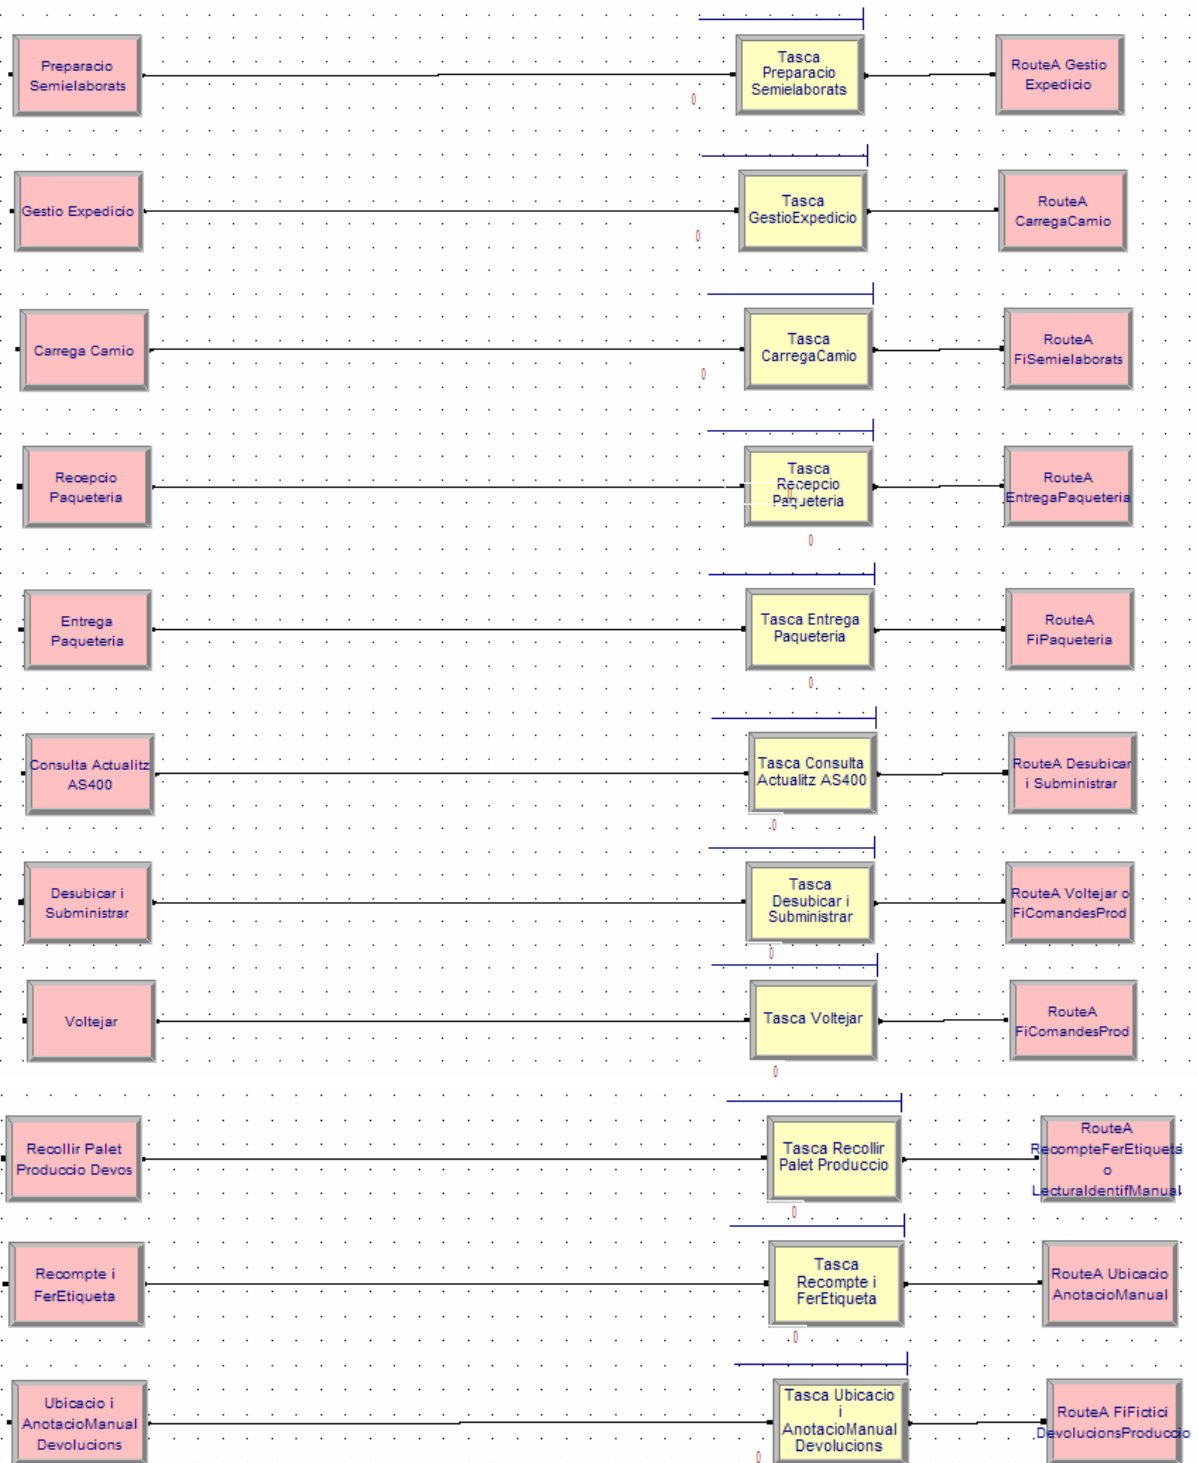 Preparacio
Semielaborats
Tasca
Preparacio
Semielaborats
RouteA Gestio
Expedicio
0
Gestio Expedicio
Tasca
GestioExpedicio
RouteA
CarregaCamio
0
Carrega Camio
Tasca
CarregaCamio
RouteA
FiSemielaborats
0
Recepcio
Paqueteria
Tasca
Recepcio
Paqueteria
0
RouteA
EntregaPaqueteria
0
Entrega
Paqueteria
Tasca Entrega
Paqueteria
RouteA
FiPaqueteria
0
Consulta Actualitz
AS400
Tasca Consulta
Actualitz AS400
RouteA Desubicar
i Subministrar
0
Desubicar i
Subministrar
Tasca
Desubicar i
Subministrar
RouteA Voltejar o
FiComandesProd
0
Voltejar
Tasca Voltejar
RouteA
FiComandesProd
0
Recollir Palet
Produccio Devos
Tasca Recollir
Palet Produccio
RouteA
RecompteFerEtiqueta
o
LecturaIdentifManual
0
Recompte i
FerEtiqueta
Tasca
Recompte i
FerEtiqueta
RouteA Ubicacio
AnotacioManual
0
Ubicacio i
AnotacioManual
Devolucions
Tasca Ubicacio
i
AnotacioManual
Devolucions
RouteA FiFictici
DevolucionsProduccio
0